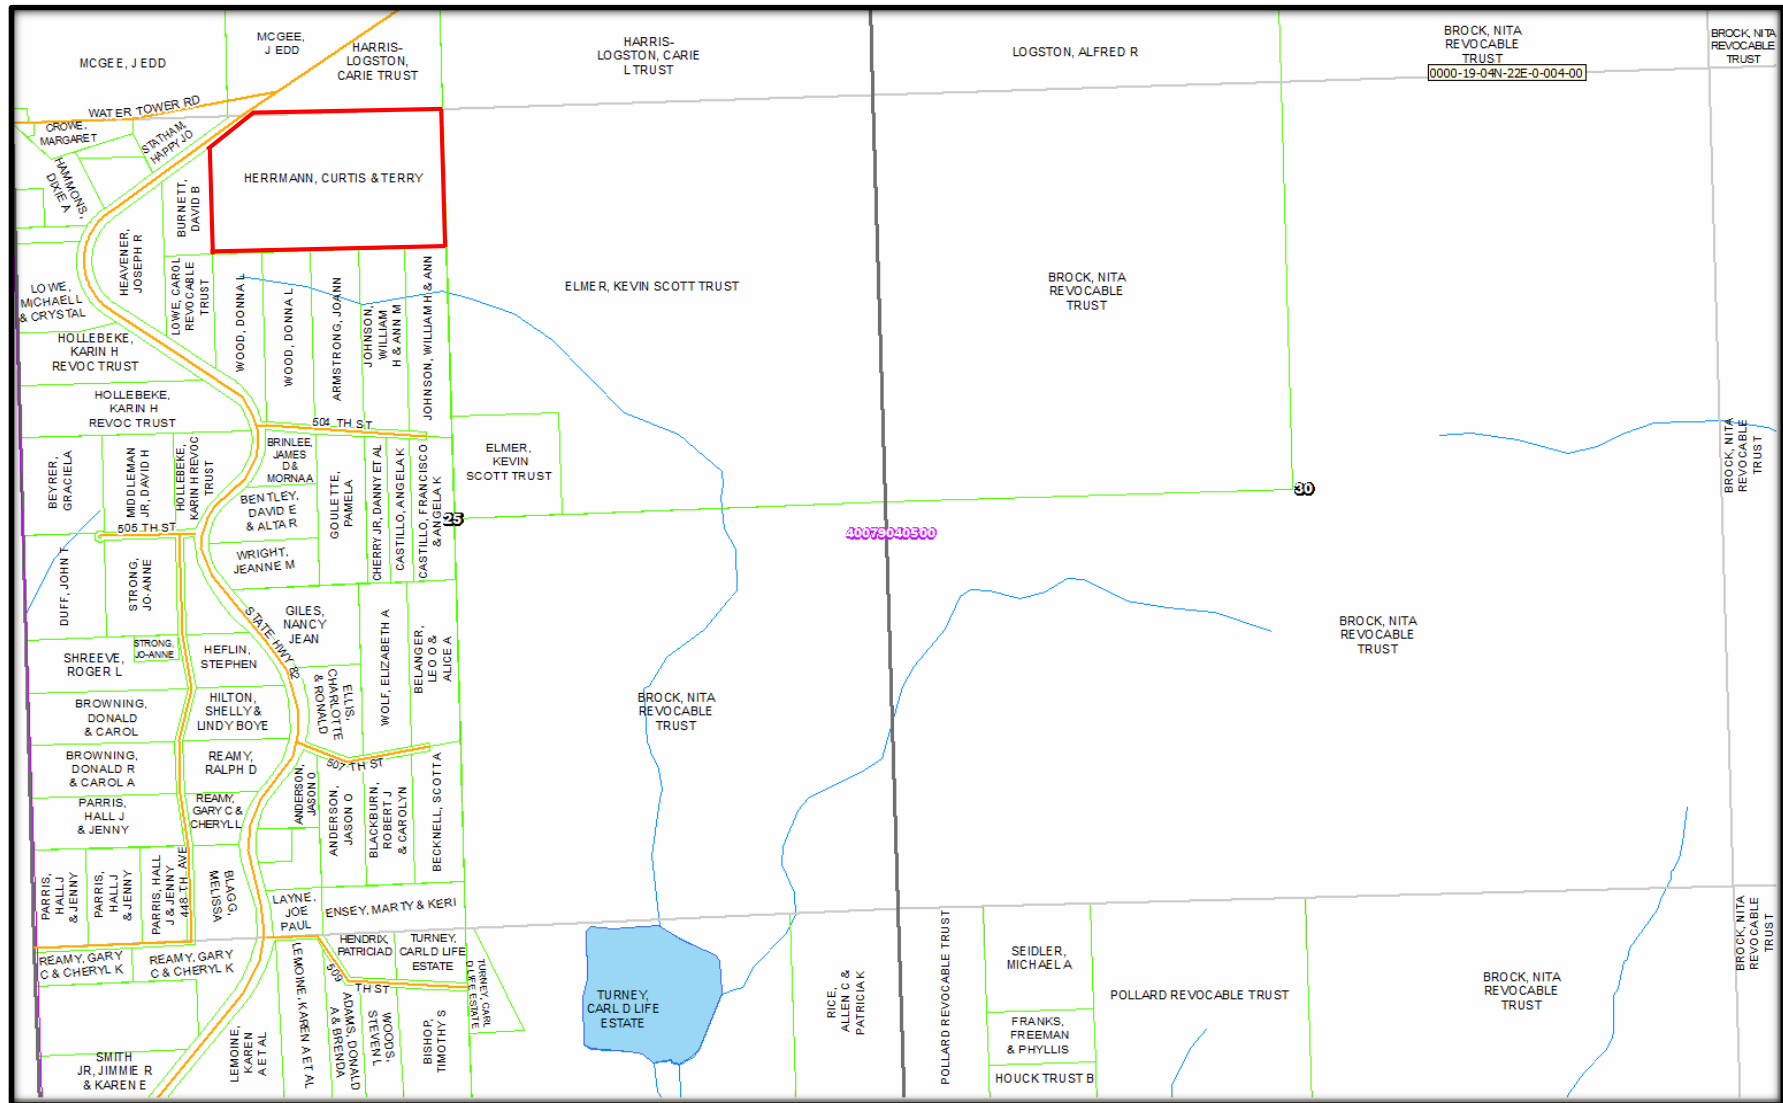 MCGEE, J EDD
MCGEE,
J EDD
HARRIS-
LOGSTON,
CARIE TRUST
HARRIS-
LOGSTON, CARIE
L TRUST
LOGSTON, ALFRED R
BROCK, NITA
REVOCABLE
TRUST
0000-19-04N-22E-0-004-00
BROCK, NITA
REVOCABLE
TRUST
WATER TOWER RD
CROWE,
MARGARET
STATHAM,
HAPPY JO
HAMMONS,
DIXIE A
BURNETT,
DAVID B
HERRMANN, CURTIS & TERRY
HEAVENER,
JOSEPH R
LOWE, CAROL
REVOCABLE
TRUST
LOWE,
MICHAEL L
& CRYSTAL
WOOD, DONNA L
WOOD, DONNA L
ARMSTRONG, JOANN
JOHNSON,
WILLIAM
H & ANN M
JOHNSON, WILLIAM H & ANN
ELMER, KEVIN SCOTT TRUST
BROCK, NITA
REVOCABLE
TRUST
HOLLEBEKE,
KARIN H
REVOC TRUST
HOLLEBEKE,
KARIN H
REVOC TRUST
504 TH ST
BEYRER,
GRACIELA
MIDDLEMAN
JR, DAVID H
HOLLEBEKE,
KARIN H REVOC
TRUST
BRINLEE,
JAMES
D &
MORNA A
BENTLEY,
DAVID E
& ALTA R
GOULETTE,
PAMELA
CHERRY JR, DANNY ET AL
CASTILLO, ANGELA K
CASTILLO, FRANCISCO
& ANGELA K
ELMER,
KEVIN
SCOTT TRUST
BROCK, NITA
REVOCABLE
TRUST
25
30
40079040500
505 TH ST
WRIGHT,
JEANNE M
DUFF, JOHN T
STRONG,
JO-ANNE
STATE HWY 82
GILES,
NANCY
JEAN
WOLF, ELIZABETH A
BELANGER,
LEO O &
ALICE A
BROCK, NITA
REVOCABLE
TRUST
STRONG,
JO-ANNE
SHREEVE,
ROGER L
HEFLIN,
STEPHEN
ELLIS,
CHARLOTTE
& RONALD
BROWNING,
DONALD
& CAROL
HILTON,
SHELLY &
LINDY BOYE
BROCK, NITA
REVOCABLE
TRUST
BROWNING,
DONALD R
& CAROL A
REAMY,
RALPH D
507 TH ST
ANDERSON,
JASON O
ANDERSON,
JASON O
BLACKBURN,
ROBERT J
& CAROLYN
BECKNELL, SCOTT A
PARRIS,
HALL J
& JENNY
REAMY,
GARY C &
CHERYL L
PARRIS,
HALL J
& JENNY
PARRIS,
HALL J
& JENNY
PARRIS, HALL
J & JENNY
448 TH AVE
BLAGG,
MELISSA
LAYNE,
JOE
PAUL
ENSEY, MARTY & KERI
BROCK, NITA
REVOCABLE
TRUST
REAMY, GARY
C & CHERYL K
REAMY, GARY
C & CHERYL K
HENDRIX,
PATRICIA D
TURNEY,
CARL D LIFE
ESTATE
TURNEY, CARL
D LIFE ESTATE
509
TH ST
LEMOINE, KAREN A ET AL
ADAMS, DONALD
A & BRENDA
WOODS,
STEVEN L
BISHOP,
TIMOTHY S
TURNEY,
CARL D LIFE
ESTATE
RICE,
ALLEN C &
PATRICIA K
POLLARD REVOCABLE TRUST
SEIDLER,
MICHAEL A
POLLARD REVOCABLE TRUST
BROCK, NITA
REVOCABLE
TRUST
FRANKS,
FREEMAN
& PHYLLIS
HOUCK TRUST B
LEMOINE,
KAREN
A ET AL
SMITH
JR, JIMMIE R
& KAREN E